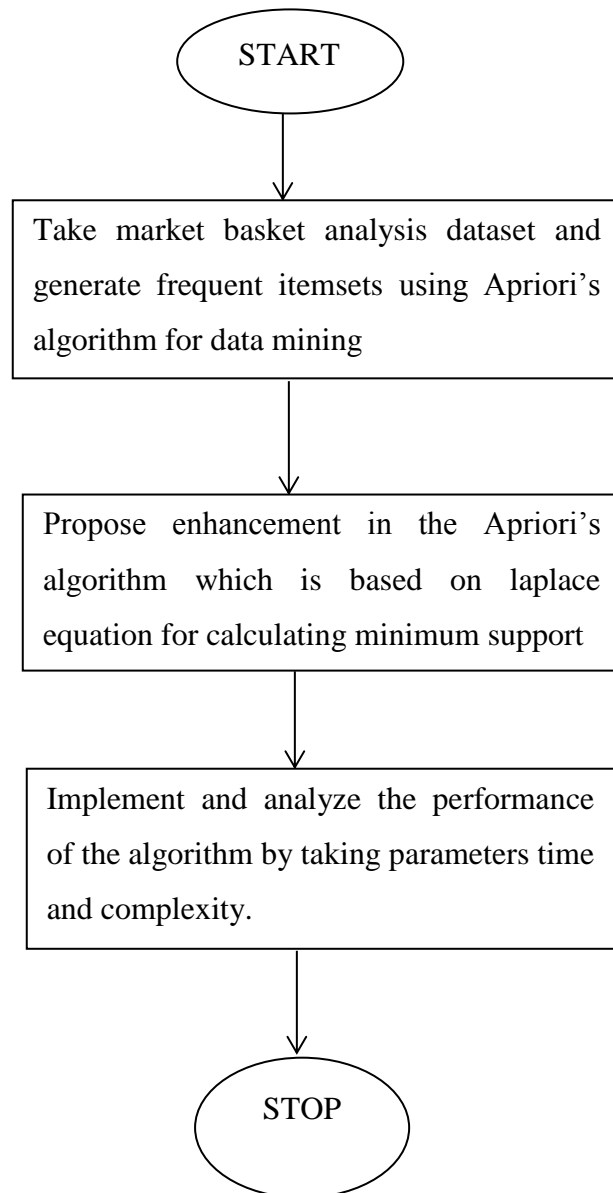 START
Take market basket analysis dataset and
generate frequent itemsets using Apriori’s
algorithm for data mining
Propose enhancement in the Apriori’s
algorithm which is based on laplace
equation for calculating minimum support
Implement and analyze the performance
of the algorithm by taking parameters time
and complexity.
STOP